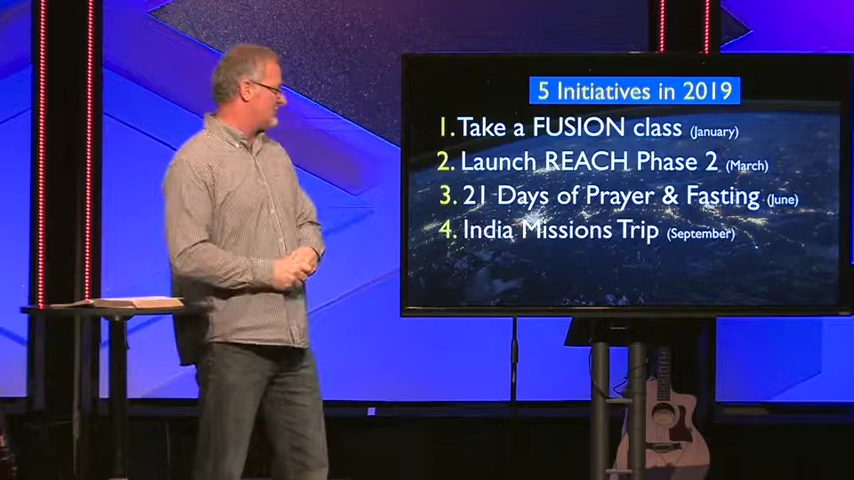 5 Initiatives in 2019
1. Take a FUSION class (January)
2. Launch REACH Phase 2 (March)
3. 21 Days of Prayer & Fasting (June)
4. India Missions Trip (September)